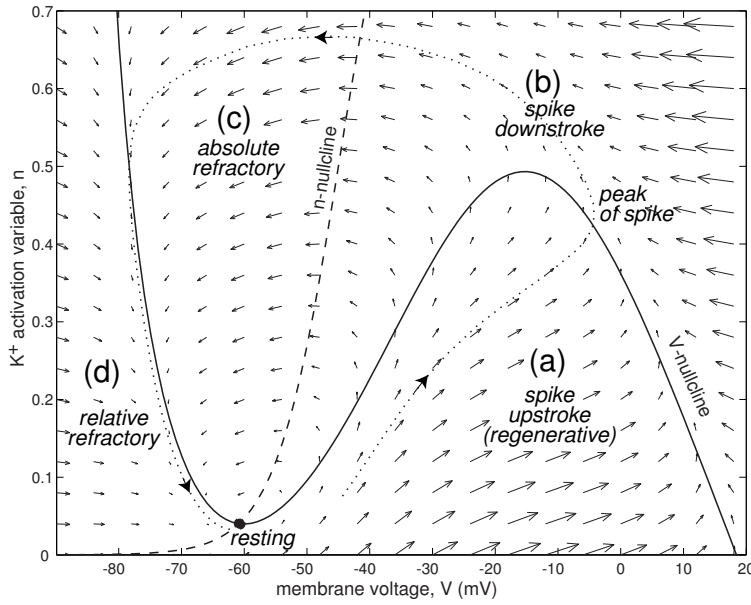 0.7
0.6
0.5
0.4
0.3
0.2
0.1
0
K+ activation variable, n
(b)
spike
downstroke
(c)
absolute
refractory
n-nullcline
peak
of spike
(a)
spike
upstroke
(regenerative)
V-nullcline
(d)
relative
refractory
resting
-80
-70
-60
-50
-40
-30
-20
-10
0
10
20
membrane voltage, V (mV)